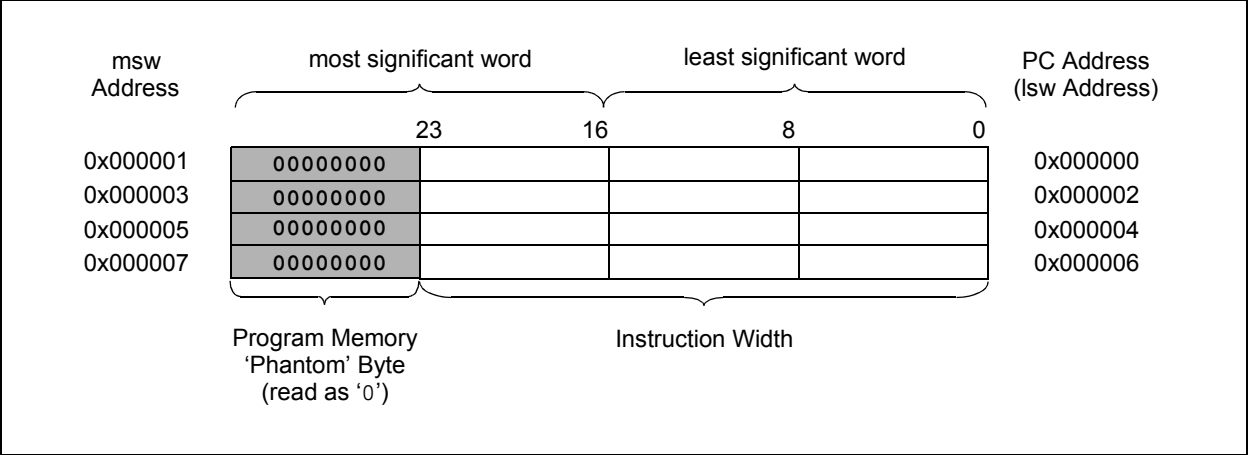 msw
Address
most significant word
least significant word
PC Address
(lsw Address)
23 16 8 0
0x000001 00000000 0x000000
0x000003 00000000 0x000002
0x000005 00000000 0x000004
0x000007 00000000 0x000006
Program Memory
‘Phantom’ Byte
(read as ‘0’)
Instruction Width